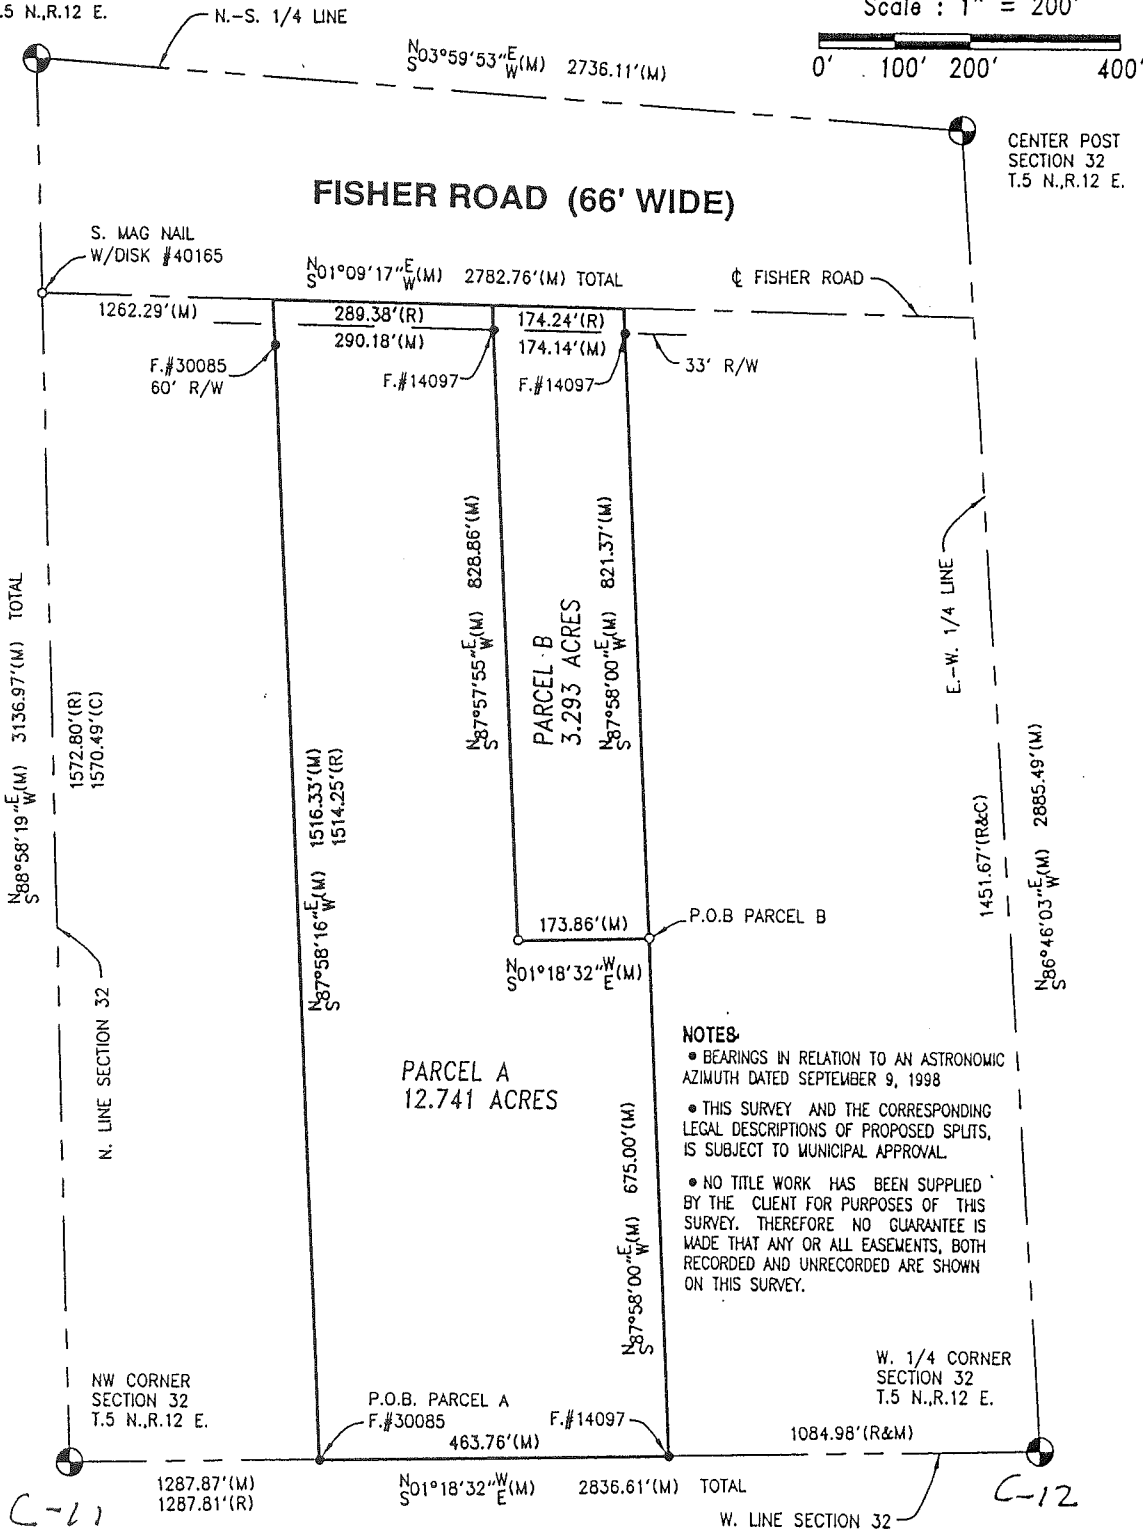 .5 N.,R.12 E.
N.-S. 1/4 LINE
Scale : 1" = 200'
0' 100' 200' 400'
N
S03°59'53"E
W(M) 2736.11'(M)
CENTER POST
SECTION 32
T.5 N.,R.12 E.
FISHER ROAD (66' WIDE)
S. MAG NAIL
W/DISK #40165
N
S01°09'17"E
W(M) 2782.76'(M) TOTAL
℄ FISHER ROAD
1262.29'(M)
289.38'(R)
290.18'(M)
174.24'(R)
174.14'(M)
33' R/W
F.#30085
60' R/W
F.#14097
F.#14097
N
S87°57'55"E
W(M) 828.86'(M)
PARCEL B
3.293 ACRES
N
S87°58'00"E
W(M) 821.37'(M)
E.-W. 1/4 LINE
N
S88°58'19"E
W(M) 3136.97'(M) TOTAL
1572.80'(R)
1570.49'(C)
N
S87°58'16"E
W(M) 1516.33'(M)
1514.25'(R)
1451.67'(R&C)
N
S86°46'03"E
W(M) 2885.49'(M)
173.86'(M)
P.O.B PARCEL B
N
S01°18'32"W
E(M)
N. LINE SECTION 32
PARCEL A
12.741 ACRES
NOTES
• BEARINGS IN RELATION TO AN ASTRONOMIC
AZIMUTH DATED SEPTEMBER 9, 1998
• THIS SURVEY AND THE CORRESPONDING
LEGAL DESCRIPTIONS OF PROPOSED SPLITS,
IS SUBJECT TO MUNICIPAL APPROVAL.
• NO TITLE WORK HAS BEEN SUPPLIED
BY THE CLIENT FOR PURPOSES OF THIS
SURVEY. THEREFORE NO GUARANTEE IS
MADE THAT ANY OR ALL EASEMENTS, BOTH
RECORDED AND UNRECORDED ARE SHOWN
ON THIS SURVEY.
N
S87°58'00"E
W(M) 675.00'(M)
NW CORNER
SECTION 32
T.5 N.,R.12 E.
P.O.B. PARCEL A
F.#30085
F.#14097
W. 1/4 CORNER
SECTION 32
T.5 N.,R.12 E.
463.76'(M)
1084.98'(R&M)
1287.87'(M)
1287.81'(R)
N
S01°18'32"W
E(M) 2836.61'(M) TOTAL
C-11
C-12
W. LINE SECTION 32